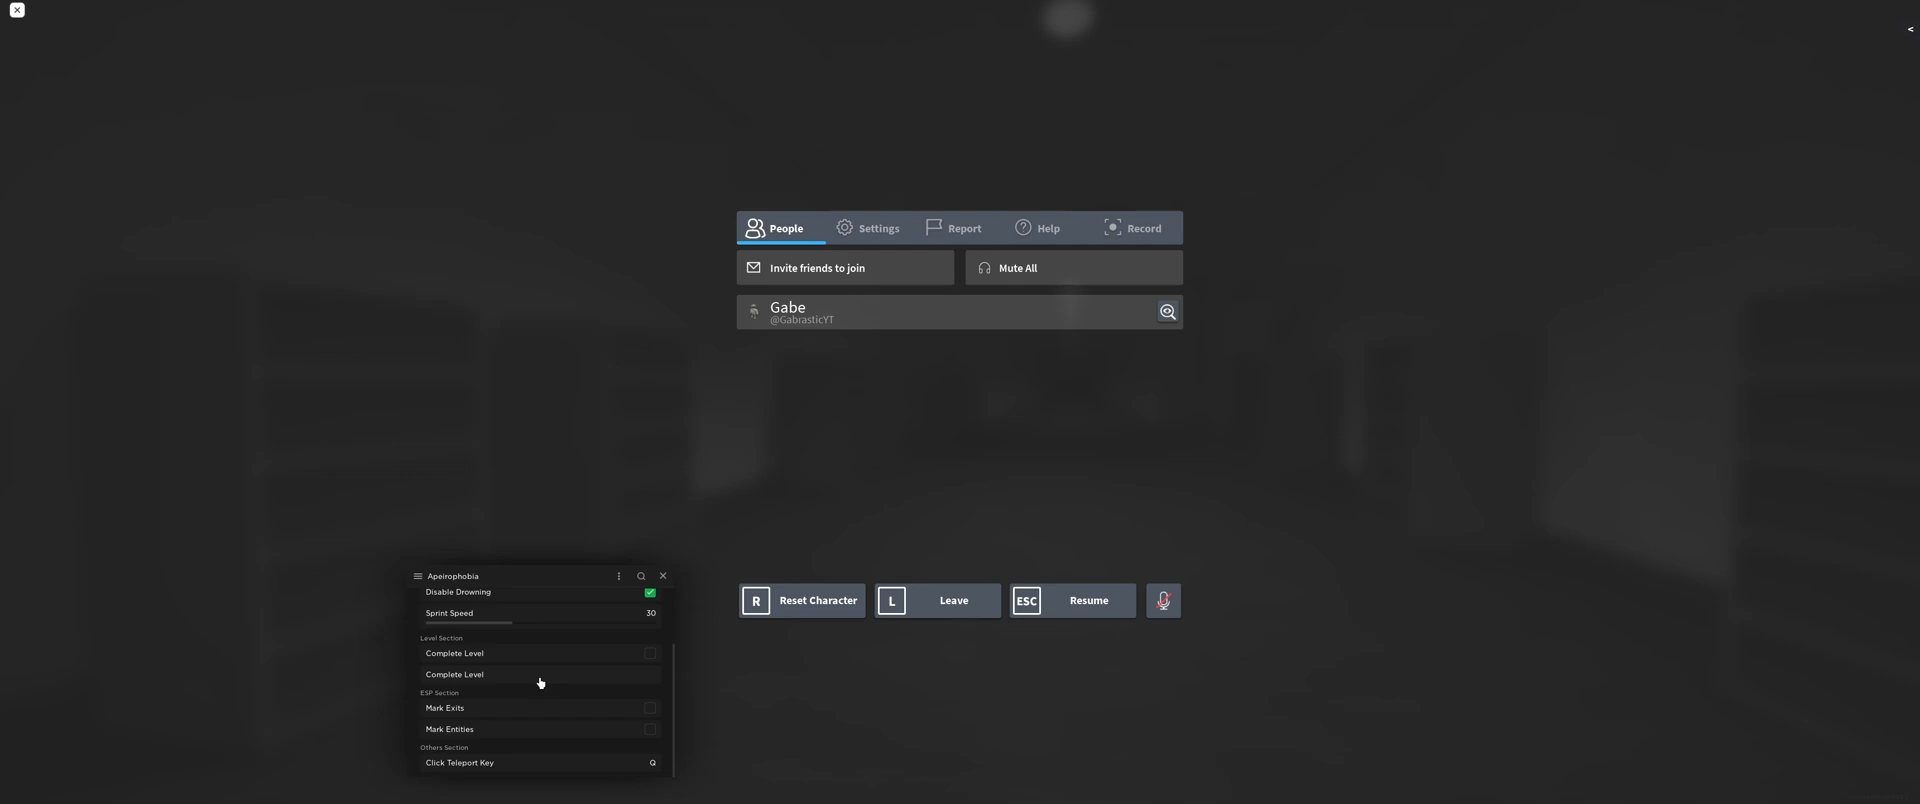 <
People
Settings
Report
Help
Record
Invite friends to join
Mute All
Gabe
@GabrasticYT
Apeirophobia
Disable Drowning
Sprint Speed 30
Level Section
Complete Level
Complete Level
ESP Section
Mark Exits
Mark Entities
Others Section
Click Teleport Key Q
R Reset Character
L Leave
ESC Resume